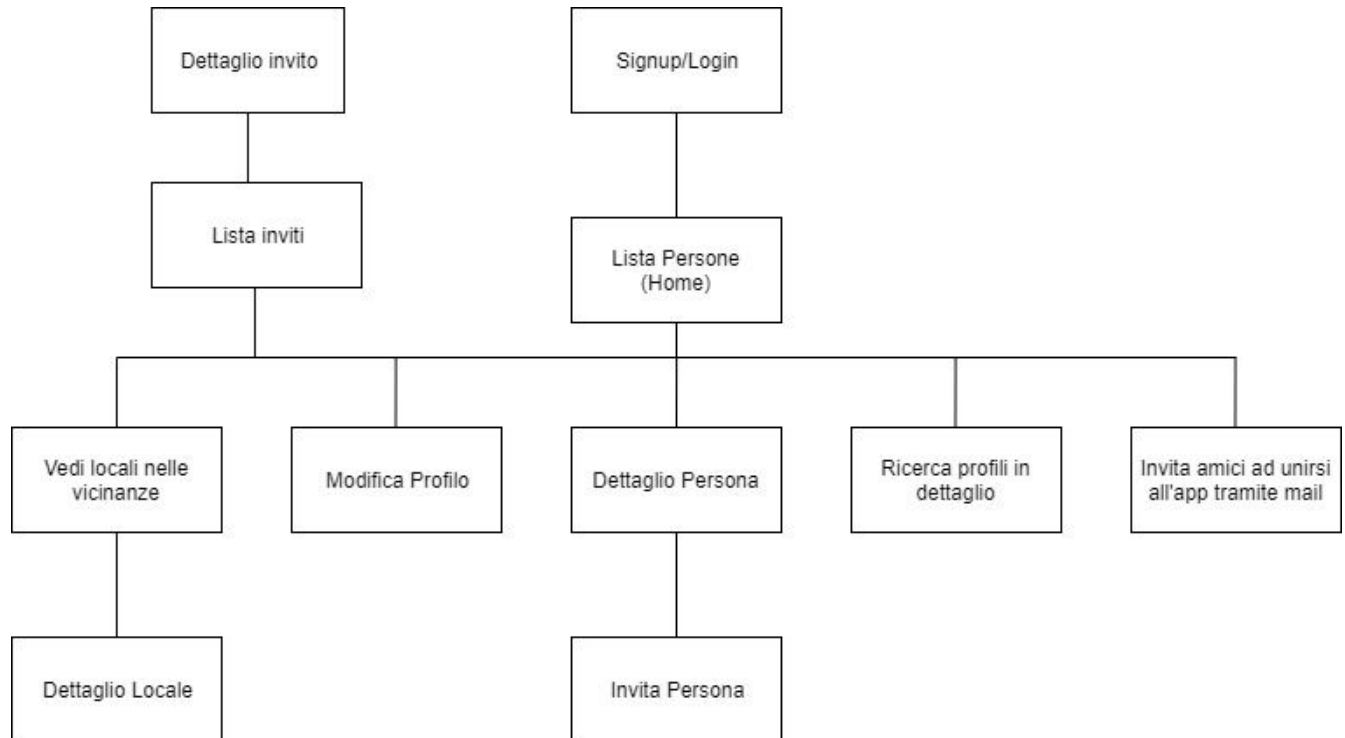 Dettaglio invito
Signup/Login
Lista inviti
Lista Persone
(Home)
Vedi locali nelle
vicinanze
Modifica Profilo
Dettaglio Persona
Ricerca profili in
dettaglio
Invita amici ad unirsi
all'app tramite mail
Dettaglio Locale
Invita Persona